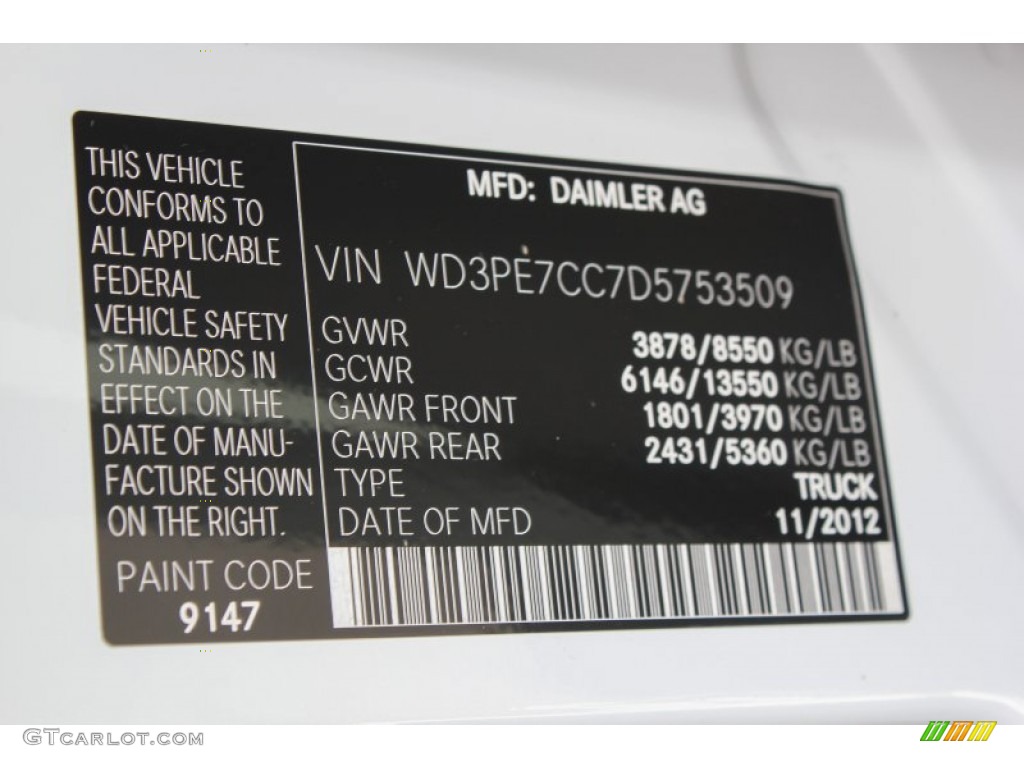 THIS VEHICLE
CONFORMS TO
ALL APPLICABLE
FEDERAL
VEHICLE SAFETY
STANDARDS IN
EFFECT ON THE
DATE OF MANU-
FACTURE SHOWN
ON THE RIGHT.
PAINT CODE
9147
MFD: DAIMLER AG
VIN WD3PE7CC7D5753509
GVWR 3878/8550 KG/LB
GCWR 6146/13550 KG/LB
GAWR FRONT 1801/3970 KG/LB
GAWR REAR 2431/5360 KG/LB
TYPE TRUCK
DATE OF MFD 11/2012
GTCARLOT.COM